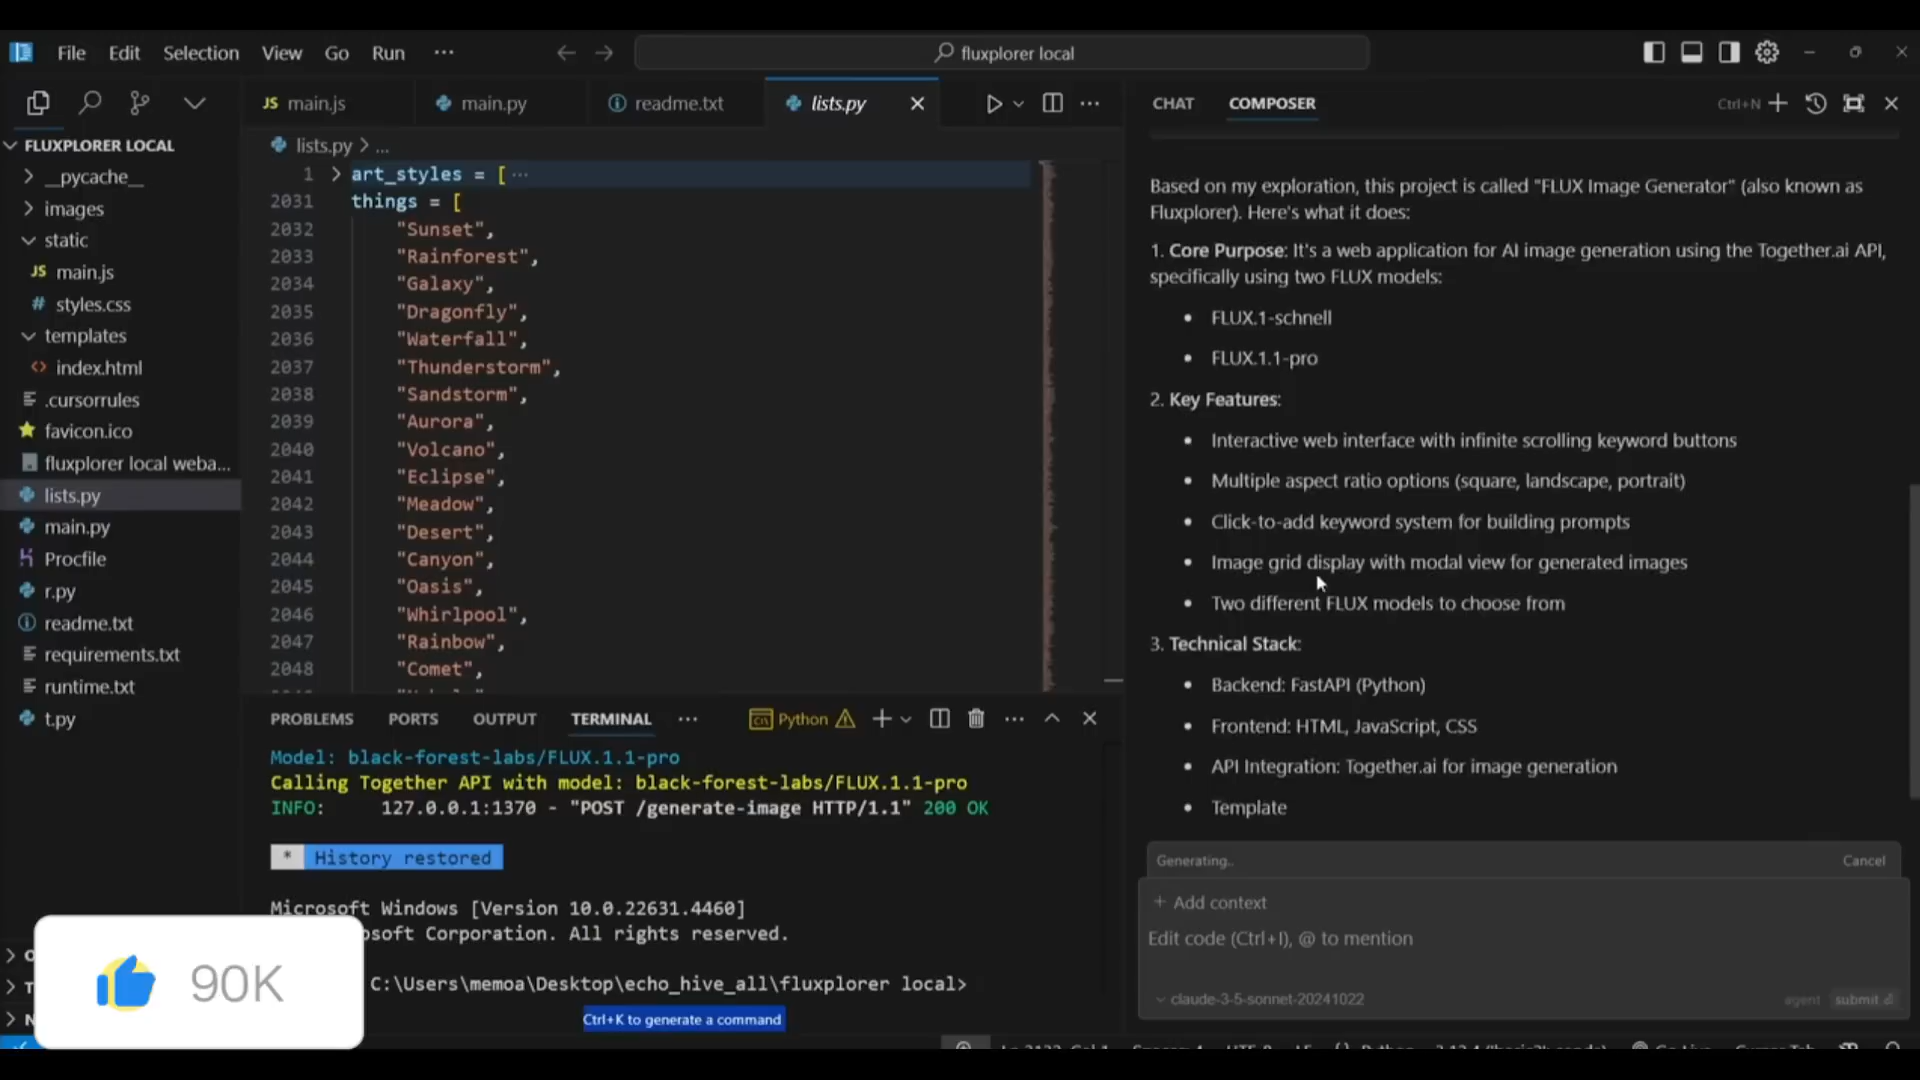 File Edit Selection View Go Run ···
fluxplorer local
JS main.js
main.py
readme.txt
lists.py
CHAT COMPOSER
Ctrl+N
FLUXPLORER LOCAL
__pycache__
images
static
JS main.js
# styles.css
templates
<> index.html
.cursorrules
favicon.ico
fluxplorer local weba...
lists.py
main.py
Procfile
r.py
readme.txt
requirements.txt
runtime.txt
t.py
lists.py > ...
1 art_styles = [ ···
2031 things = [
2032 "Sunset",
2033 "Rainforest",
2034 "Galaxy",
2035 "Dragonfly",
2036 "Waterfall",
2037 "Thunderstorm",
2038 "Sandstorm",
2039 "Aurora",
2040 "Volcano",
2041 "Eclipse",
2042 "Meadow",
2043 "Desert",
2044 "Canyon",
2045 "Oasis",
2046 "Whirlpool",
2047 "Rainbow",
2048 "Comet",
PROBLEMS PORTS OUTPUT TERMINAL ···
Python
Model: black-forest-labs/FLUX.1.1-pro
Calling Together API with model: black-forest-labs/FLUX.1.1-pro
INFO: 127.0.0.1:1370 - "POST /generate-image HTTP/1.1" 200 OK
* History restored
Microsoft Windows [Version 10.0.22631.4460]
osoft Corporation. All rights reserved.
C:\Users\memoa\Desktop\echo_hive_all\fluxplorer local>
Ctrl+K to generate a command
90K
Based on my exploration, this project is called "FLUX Image Generator" (also known as
Fluxplorer). Here's what it does:
1. Core Purpose: It's a web application for AI image generation using the Together.ai API,
specifically using two FLUX models:
• FLUX.1-schnell
• FLUX.1.1-pro
2. Key Features:
• Interactive web interface with infinite scrolling keyword buttons
• Multiple aspect ratio options (square, landscape, portrait)
• Click-to-add keyword system for building prompts
• Image grid display with modal view for generated images
• Two different FLUX models to choose from
3. Technical Stack:
• Backend: FastAPI (Python)
• Frontend: HTML, JavaScript, CSS
• API Integration: Together.ai for image generation
• Template
Generating..
Cancel
+ Add context
Edit code (Ctrl+I), @ to mention
claude-3-5-sonnet-20241022
agent submit